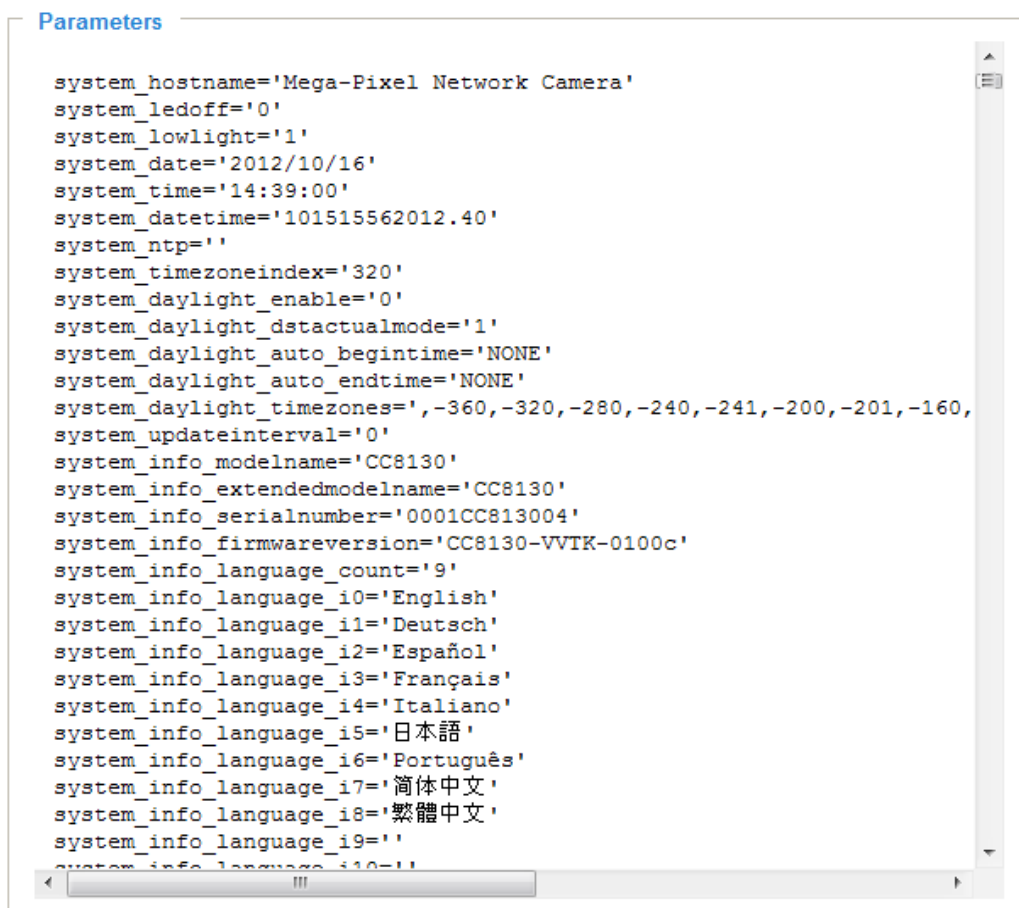 Parameters
system_hostname='Mega-Pixel Network Camera'
system_ledoff='0'
system_lowlight='1'
system_date='2012/10/16'
system_time='14:39:00'
system_datetime='101515562012.40'
system_ntp=''
system_timezoneindex='320'
system_daylight_enable='0'
system_daylight_dstactualmode='1'
system_daylight_auto_begintime='NONE'
system_daylight_auto_endtime='NONE'
system_daylight_timezones=',-360,-320,-280,-240,-241,-200,-201,-160,
system_updateinterval='0'
system_info_modelname='CC8130'
system_info_extendedmodelname='CC8130'
system_info_serialnumber='0001CC813004'
system_info_firmwareversion='CC8130-VVTK-0100c'
system_info_language_count='9'
system_info_language_i0='English'
system_info_language_i1='Deutsch'
system_info_language_i2='Español'
system_info_language_i3='Français'
system_info_language_i4='Italiano'
system_info_language_i5='日本語'
system_info_language_i6='Português'
system_info_language_i7='简体中文'
system_info_language_i8='繁體中文'
system_info_language_i9=''
system_info_language_i10=''